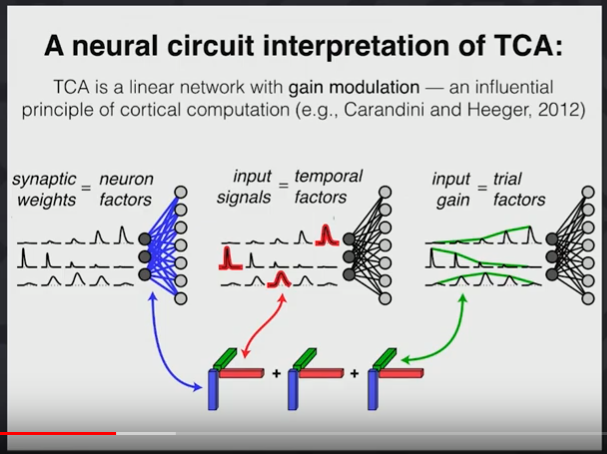 A neural circuit interpretation of TCA:
TCA is a linear network with gain modulation — an influential
principle of cortical computation (e.g., Carandini and Heeger, 2012)
synaptic weights = neuron factors
input signals = temporal factors
input gain = trial factors
+ +